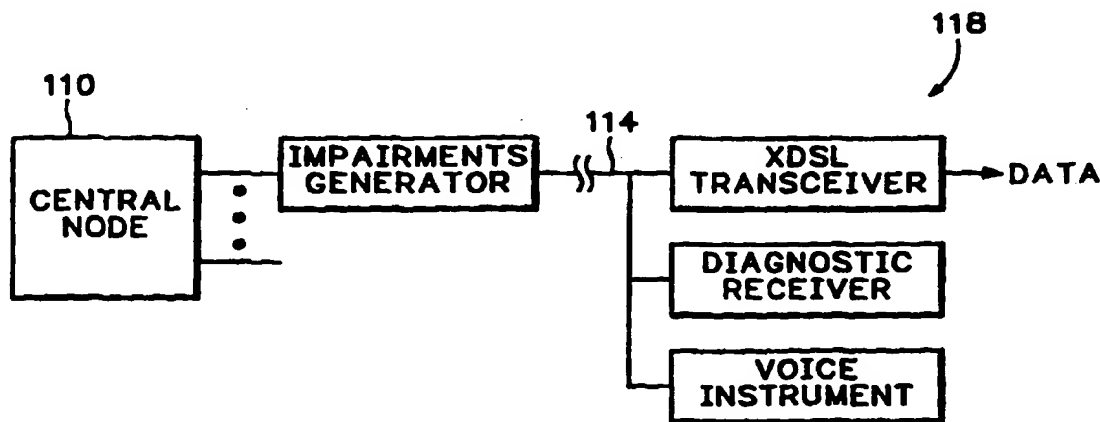 118
110
114
CENTRAL
NODE
IMPAIRMENTS
GENERATOR
XDSL
TRANSCEIVER
DATA
DIAGNOSTIC
RECEIVER
VOICE
INSTRUMENT